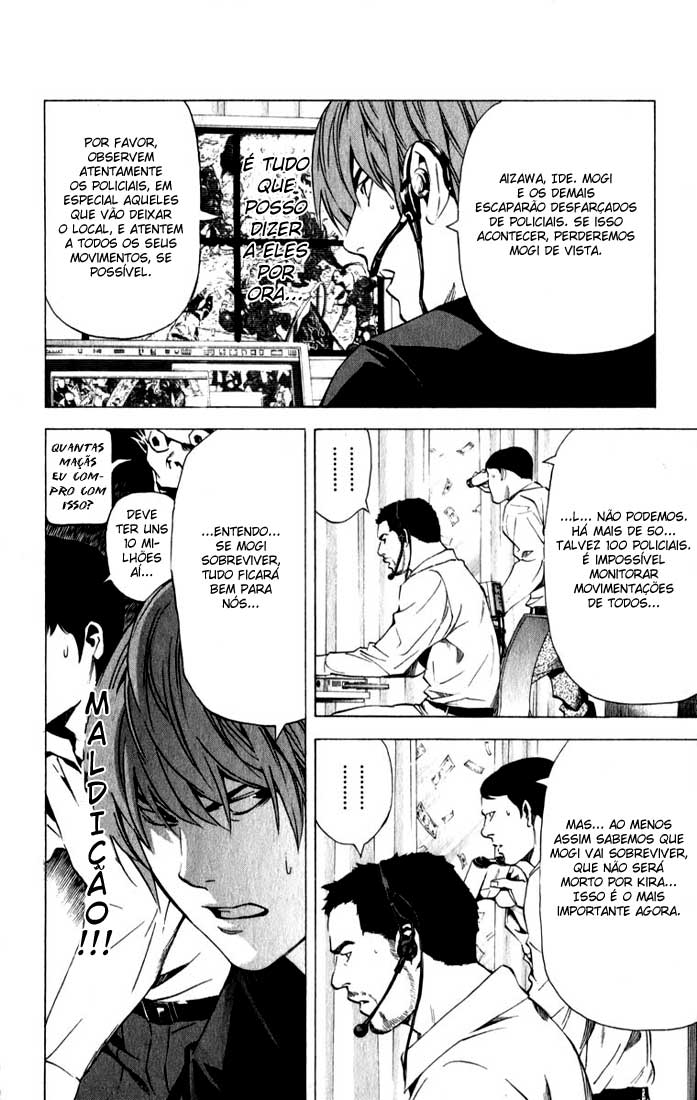 AIZAWA, IDE. MOGI
E OS DEMAIS
ESCAPARÃO DESFARÇADOS
DE POLICIAIS. SE ISSO
ACONTECER, PERDEREMOS
MOGI DE VISTA.
É TUDO
QUE
POSSO
DIZER
A ELES
POR
ORA...
POR FAVOR,
OBSERVEM
ATENTAMENTE
OS POLICIAIS, EM
ESPECIAL AQUELES
QUE VÃO DEIXAR
O LOCAL, E ATENTEM
A TODOS OS SEUS
MOVIMENTOS, SE
POSSÍVEL.
...L... NÃO PODEMOS.
HÁ MAIS DE 50...
TALVEZ 100 POLICIAIS.
É IMPOSSÍVEL
MONITORAR
MOVIMENTAÇÕES
DE TODOS...
......
......
MAS... AO MENOS
ASSIM SABEMOS QUE
MOGI VAI SOBREVIVER,
QUE NÃO SERÁ
MORTO POR KIRA...
ISSO É O MAIS
IMPORTANTE AGORA.
......
......
...ENTENDO...
SE MOGI
SOBREVIVER,
TUDO FICARÁ
BEM PARA
NÓS...
QUANTAS
MAÇÃS
EU COM-
PRO COM
ISSO?
DEVE
TER UNS
10 MI-
LHÕES
AÍ...
MALDIÇÃO!!!